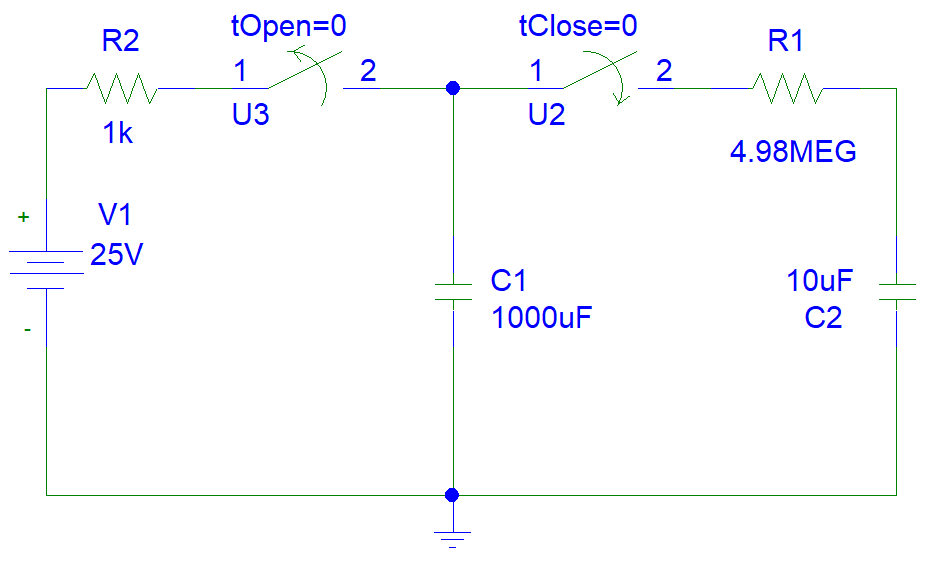 tOpen=0
tClose=0
R2
R1
1
2
1
2
U3
U2
1k
4.98MEG
+
V1
25V
-
C1
1000uF
10uF
C2